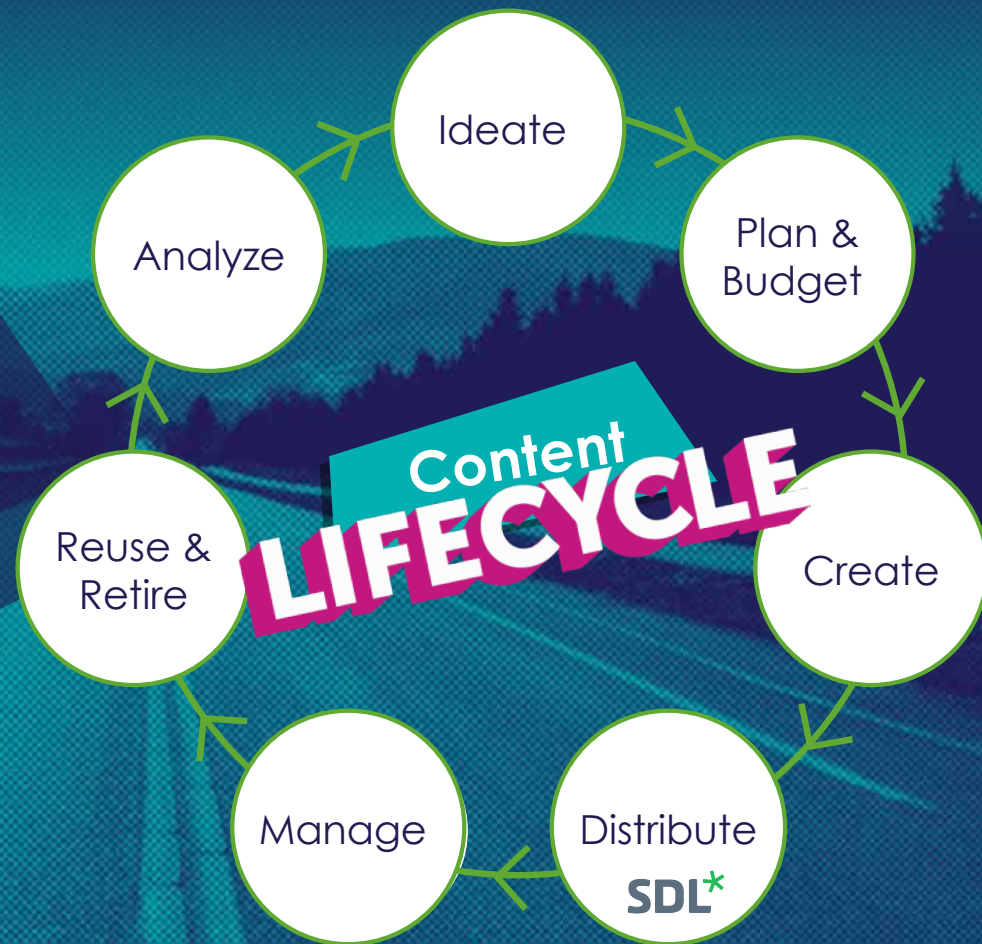 Ideate
Plan &
Budget
Create
Distribute
SDL*
Manage
Reuse &
Retire
Analyze
Content
LIFECYCLE